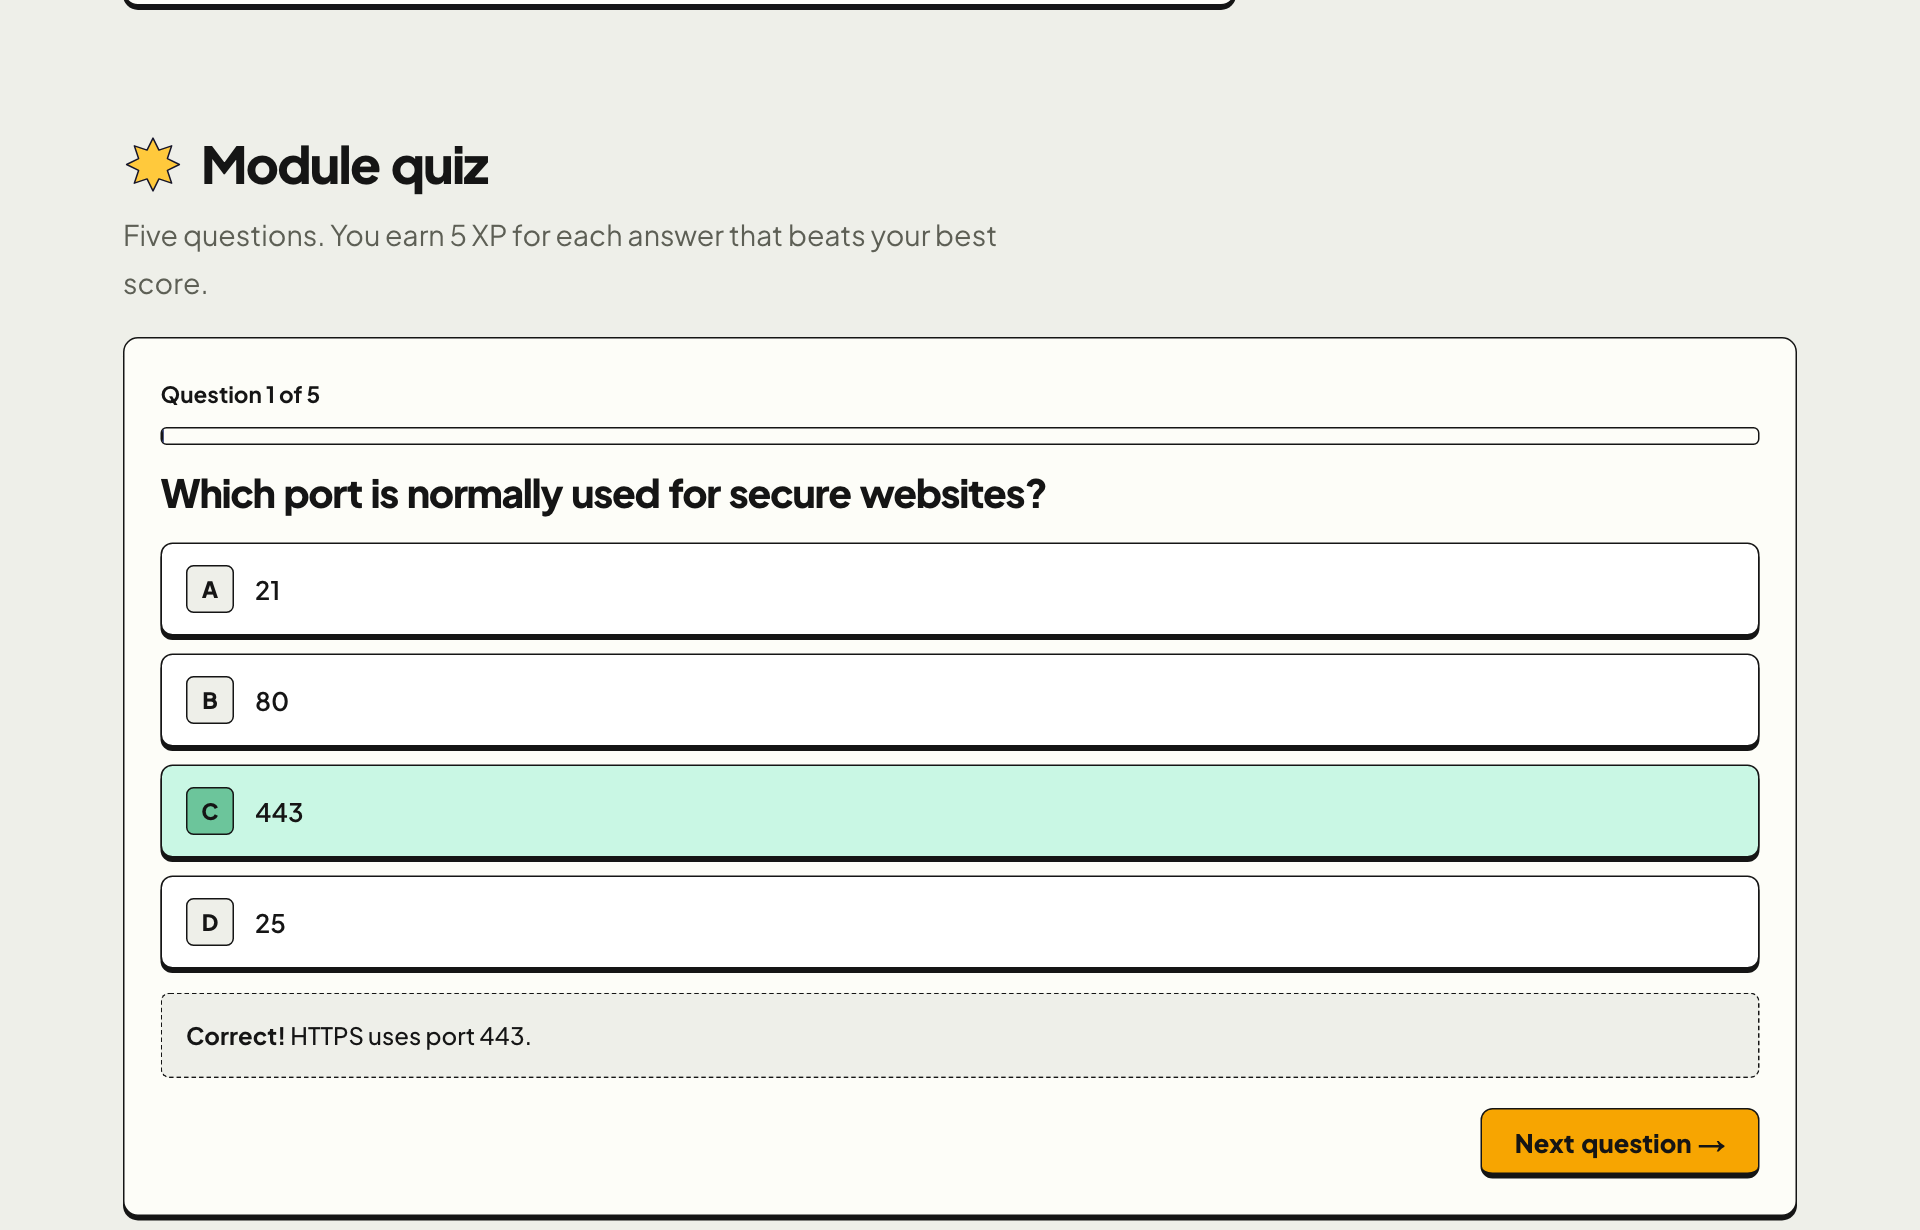 Module quiz
Five questions. You earn 5 XP for each answer that beats your best
score.
Question 1 of 5
Which port is normally used for secure websites?
A 21
B 80
C 443
D 25
Correct! HTTPS uses port 443.
Next question →